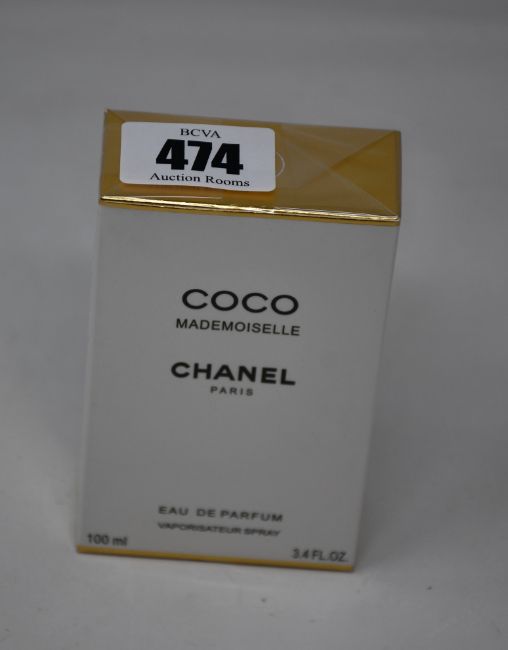 BCVA
474
Auction Rooms
COCO
MADEMOISELLE
CHANEL
PARIS
EAU DE PARFUM
VAPORISATEUR SPRAY
100 ml
3.4 FL.OZ.